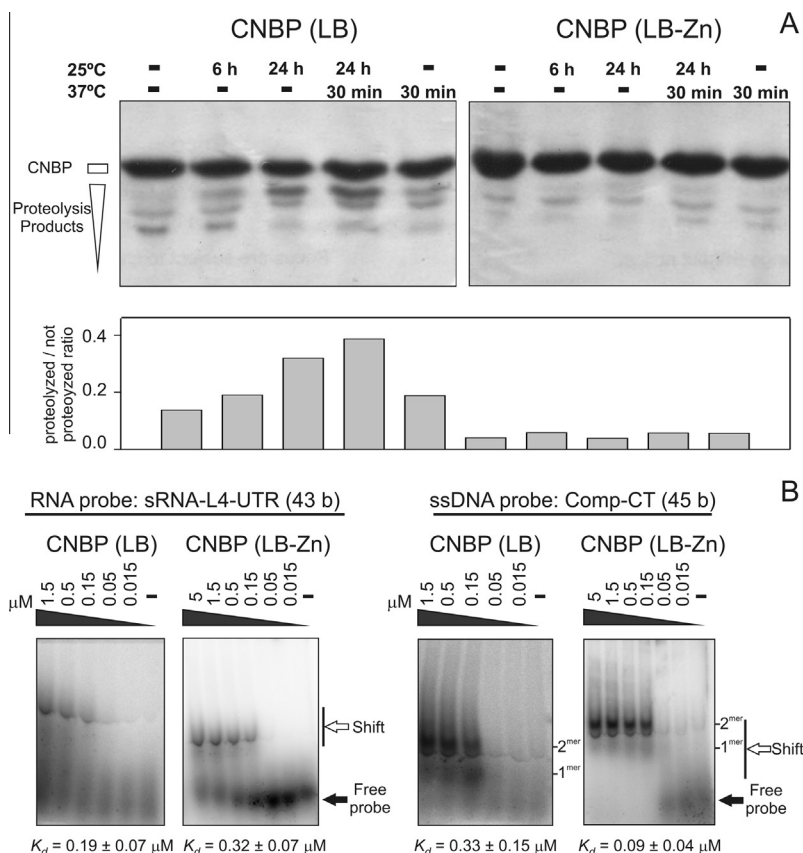 A
CNBP (LB) CNBP (LB-Zn)
25ºC - 6 h 24 h 24 h - - 6 h 24 h 24 h -
37ºC - - - 30 min 30 min - - - 30 min 30 min
CNBP
Proteolysis
Products
proteolyzed / not
proteoyzed ratio
0.4
0.2
0.0
B
RNA probe: sRNA-L4-UTR (43 b) ssDNA probe: Comp-CT (45 b)
CNBP (LB) CNBP (LB-Zn) CNBP (LB) CNBP (LB-Zn)
μM 1.5 0.5 0.15 0.05 0.015 - 5 1.5 0.5 0.15 0.05 0.015 - μM 1.5 0.5 0.15 0.05 0.015 - 5 1.5 0.5 0.15 0.05 0.015 -
Shift
2mer
1mer
2mer
1mer
Shift
Free
probe
Free
probe
Kd = 0.19 ± 0.07 μM Kd = 0.32 ± 0.07 μM Kd = 0.33 ± 0.15 μM Kd = 0.09 ± 0.04 μM